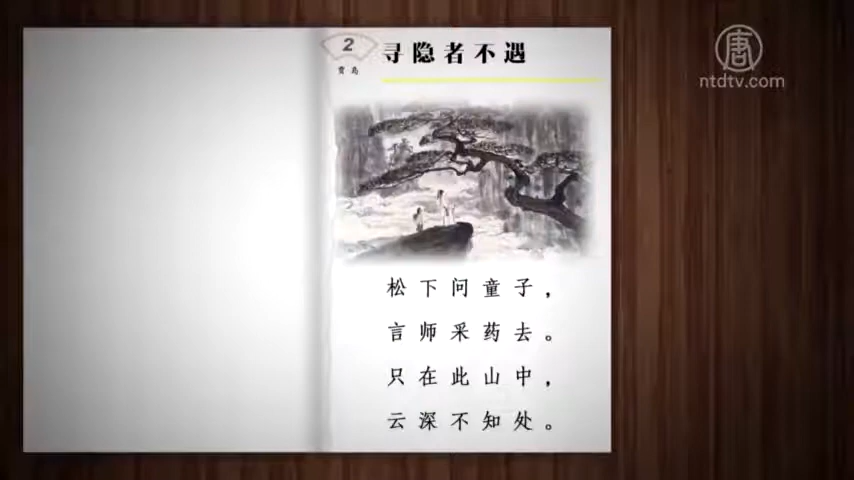 2
寻隐者不遇
贾岛
松下问童子，
言师采药去。
只在此山中，
云深不知处。
唐
ntdtv.com